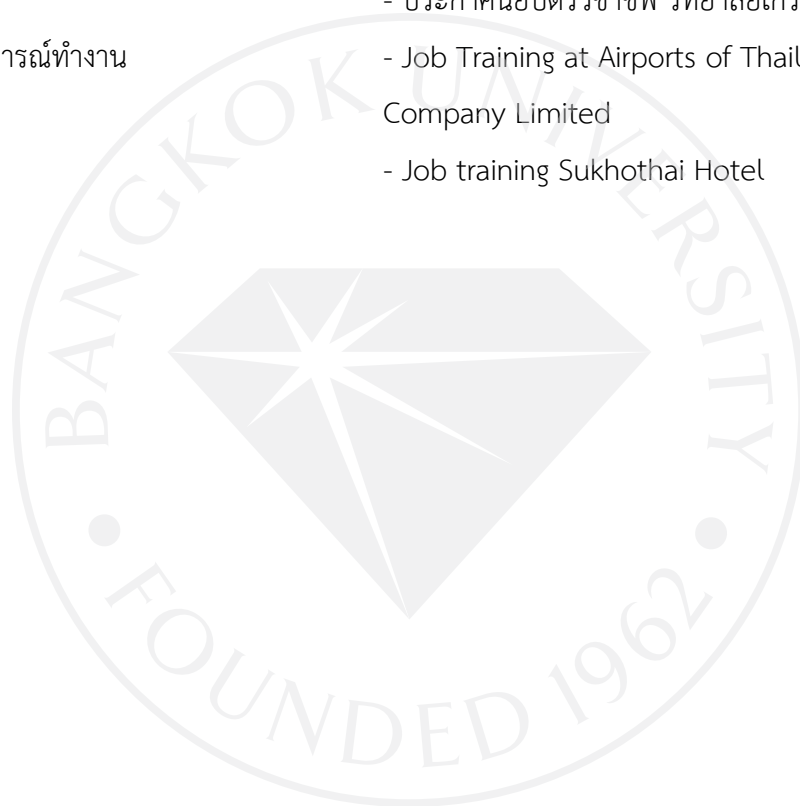 - Job Training at Airports of
ารณ์ทำงาน
Company Limited
- Job training Sukhothai Hotel
BANGKOK UNIVERSITY
FOUNDED 1962